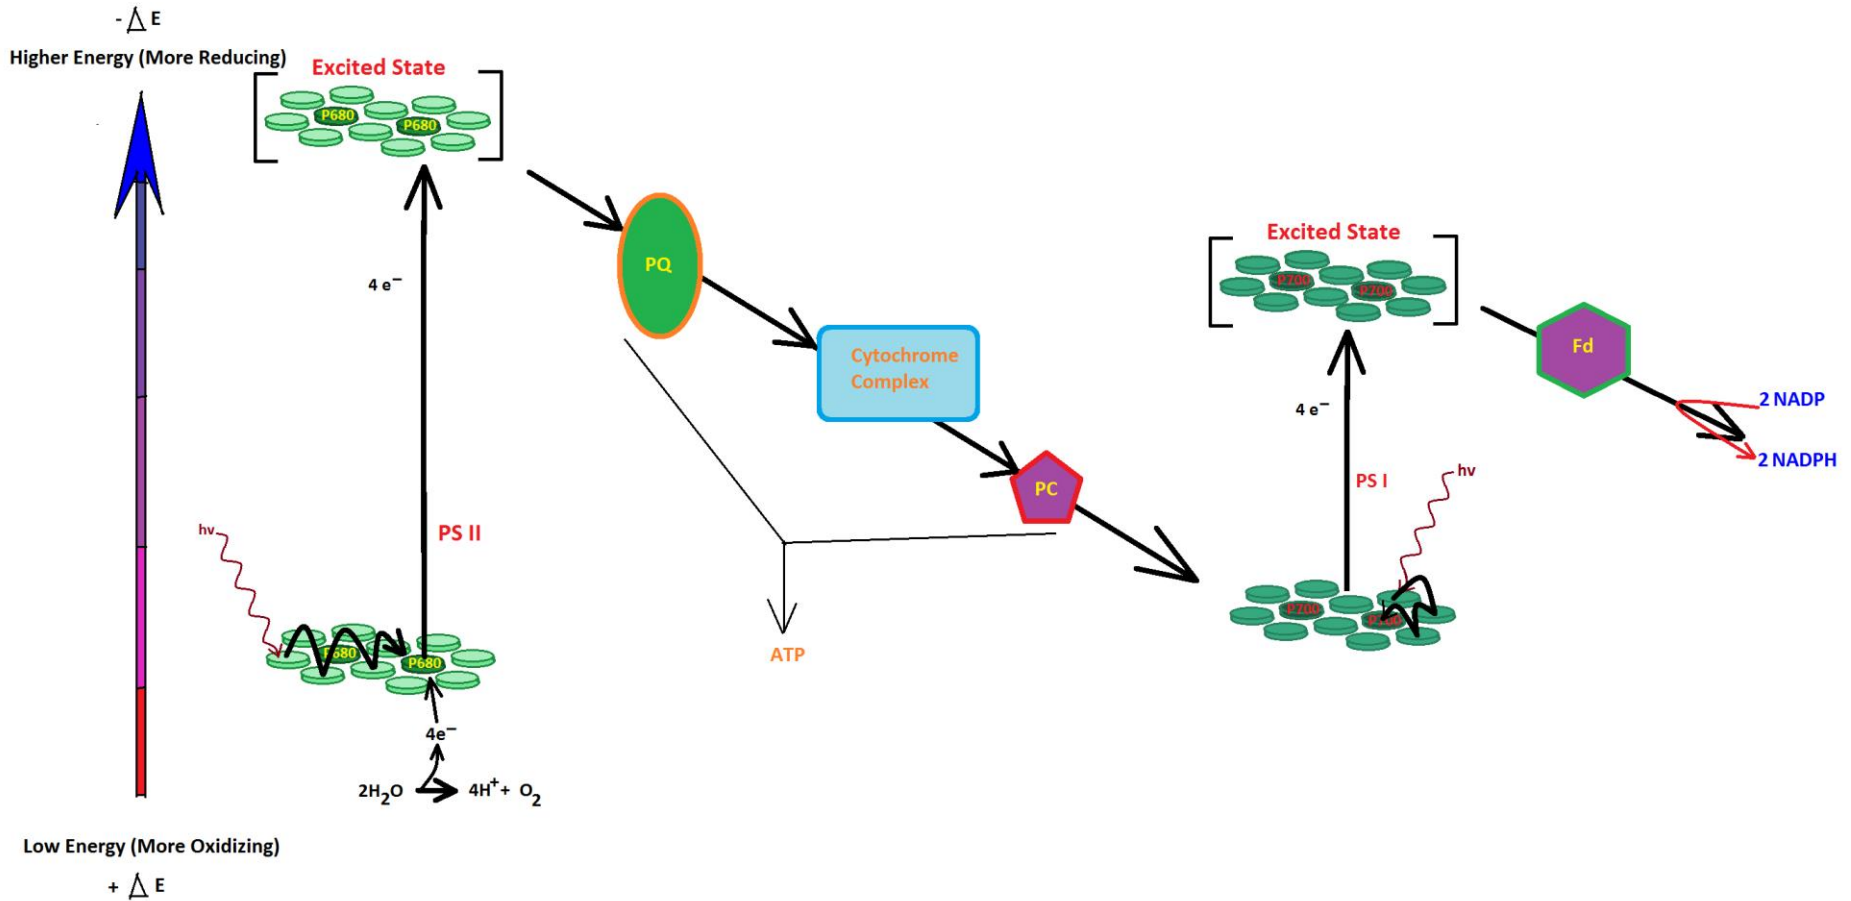 - Δ E
Higher Energy (More Reducing)
Excited State
P680
P680
4 e⁻
PS II
hv
P680
P680
4e⁻
2H₂O → 4H⁺ + O₂
PQ
Cytochrome
Complex
PC
ATP
Excited State
P700
P700
4 e⁻
PS I
hv
P700
P700
Fd
2 NADP
2 NADPH
Low Energy (More Oxidizing)
+ Δ E